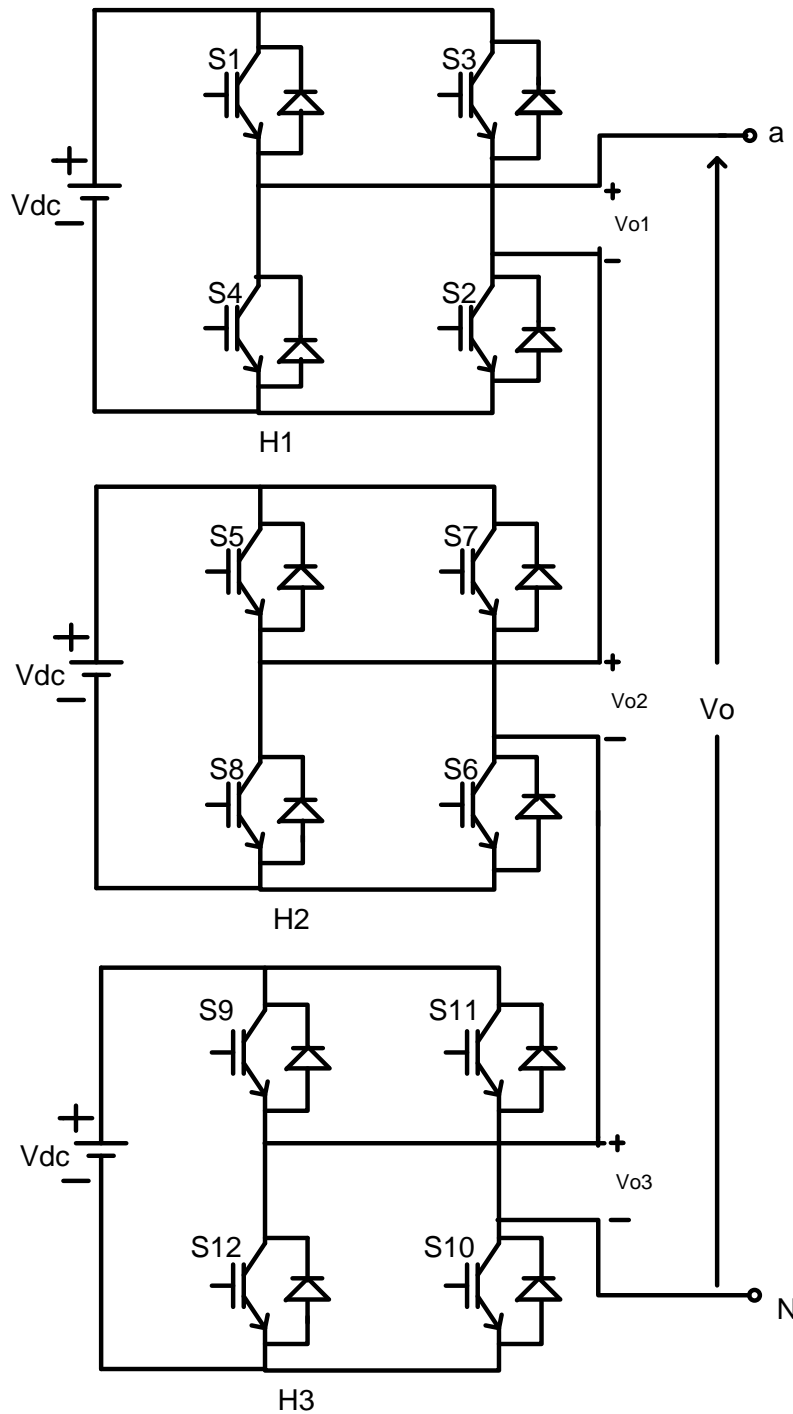 S1
S3
a
+
Vdc
−
+
Vo1
−
S4
S2
H1
S5
S7
+
Vdc
−
+
Vo2
−
Vo
S8
S6
H2
S9
S11
+
Vdc
−
+
Vo3
−
S12
S10
N
H3